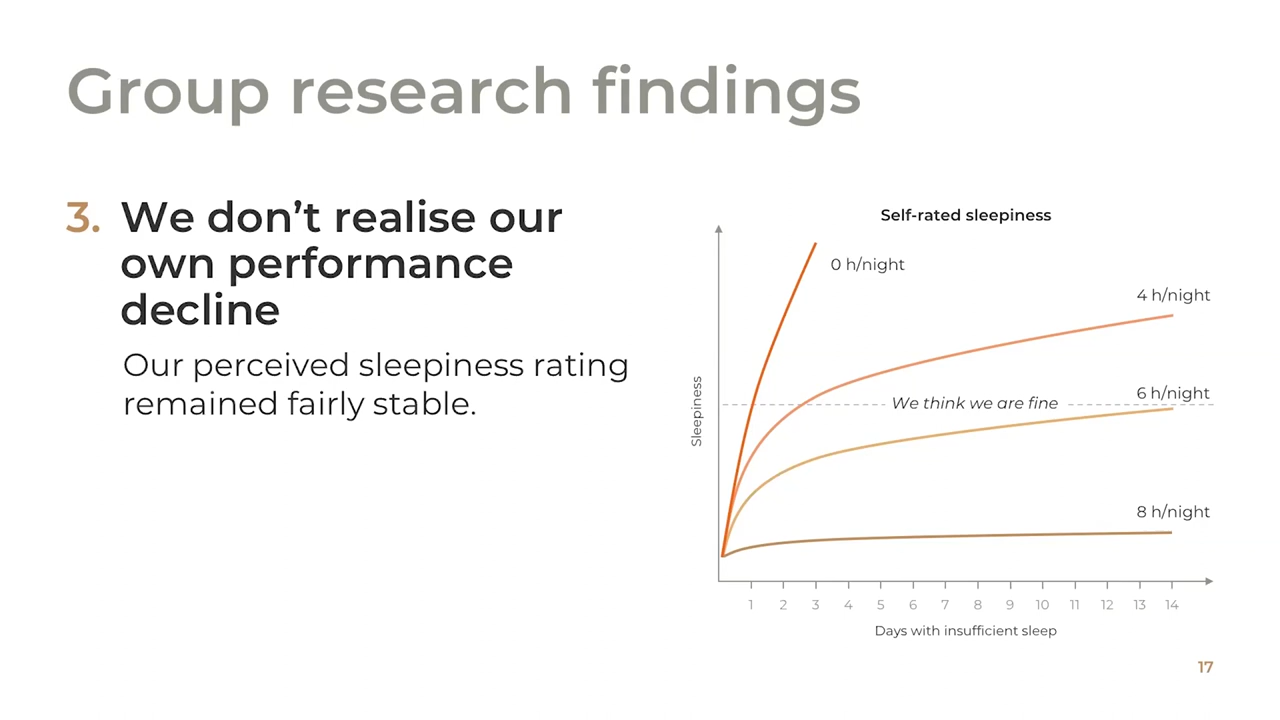 Group research findings
3. We don’t realise our
own performance
decline
Our perceived sleepiness rating
remained fairly stable.
Self-rated sleepiness
0 h/night
4 h/night
6 h/night
We think we are fine
8 h/night
Sleepiness
1 2 3 4 5 6 7 8 9 10 11 12 13 14
Days with insufficient sleep
17